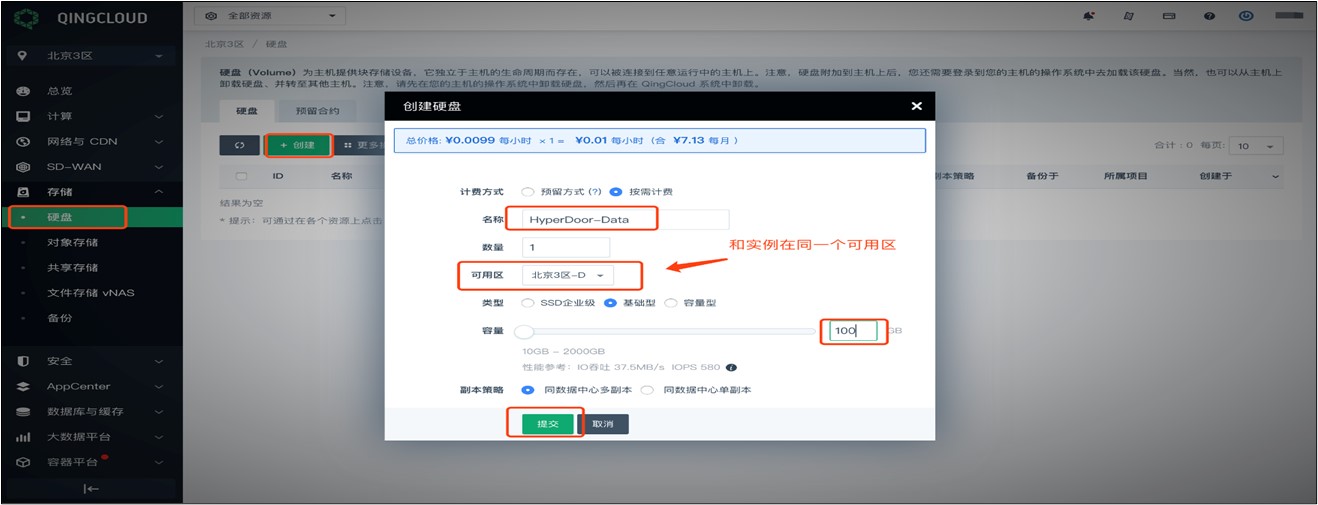 QINGCLOUD
全部资源
北京3区
总览
计算
网络与 CDN
SD-WAN
存储
硬盘
对象存储
共享存储
文件存储 vNAS
备份
安全
AppCenter
数据库与缓存
大数据平台
容器平台
北京3区 / 硬盘
硬盘（Volume）为主机提供块存储设备，它独立于主机的生命周期而存在，可以被连接到任意运行中的主机上。注意，硬盘附加到主机上后，您还需要登录到您的主机的操作系统中去加载该硬盘。当然，也可以从主机上
卸载硬盘、并转至其他主机。注意，请先在您的主机的操作系统中卸载硬盘，然后再在 QingCloud 系统中卸载。
硬盘 预留合约
+ 创建 更多
合计：0 每页: 10
ID 名称 副本策略 备份于 所属项目 创建于
结果为空
* 提示：可通过在各个资源上点击
创建硬盘
总价格: ¥0.0099 每小时 × 1 = ¥0.01 每小时（合 ¥7.13 每月）
计费方式 预留方式 (?) 按需计费
名称 HyperDoor-Data
数量 1
和实例在同一个可用区
可用区 北京3区-D
类型 SSD企业级 基础型 容量型
容量 100 GB
10GB - 2000GB
性能参考: IO吞吐 37.5MB/s IOPS 580
副本策略 同数据中心多副本 同数据中心单副本
提交 取消